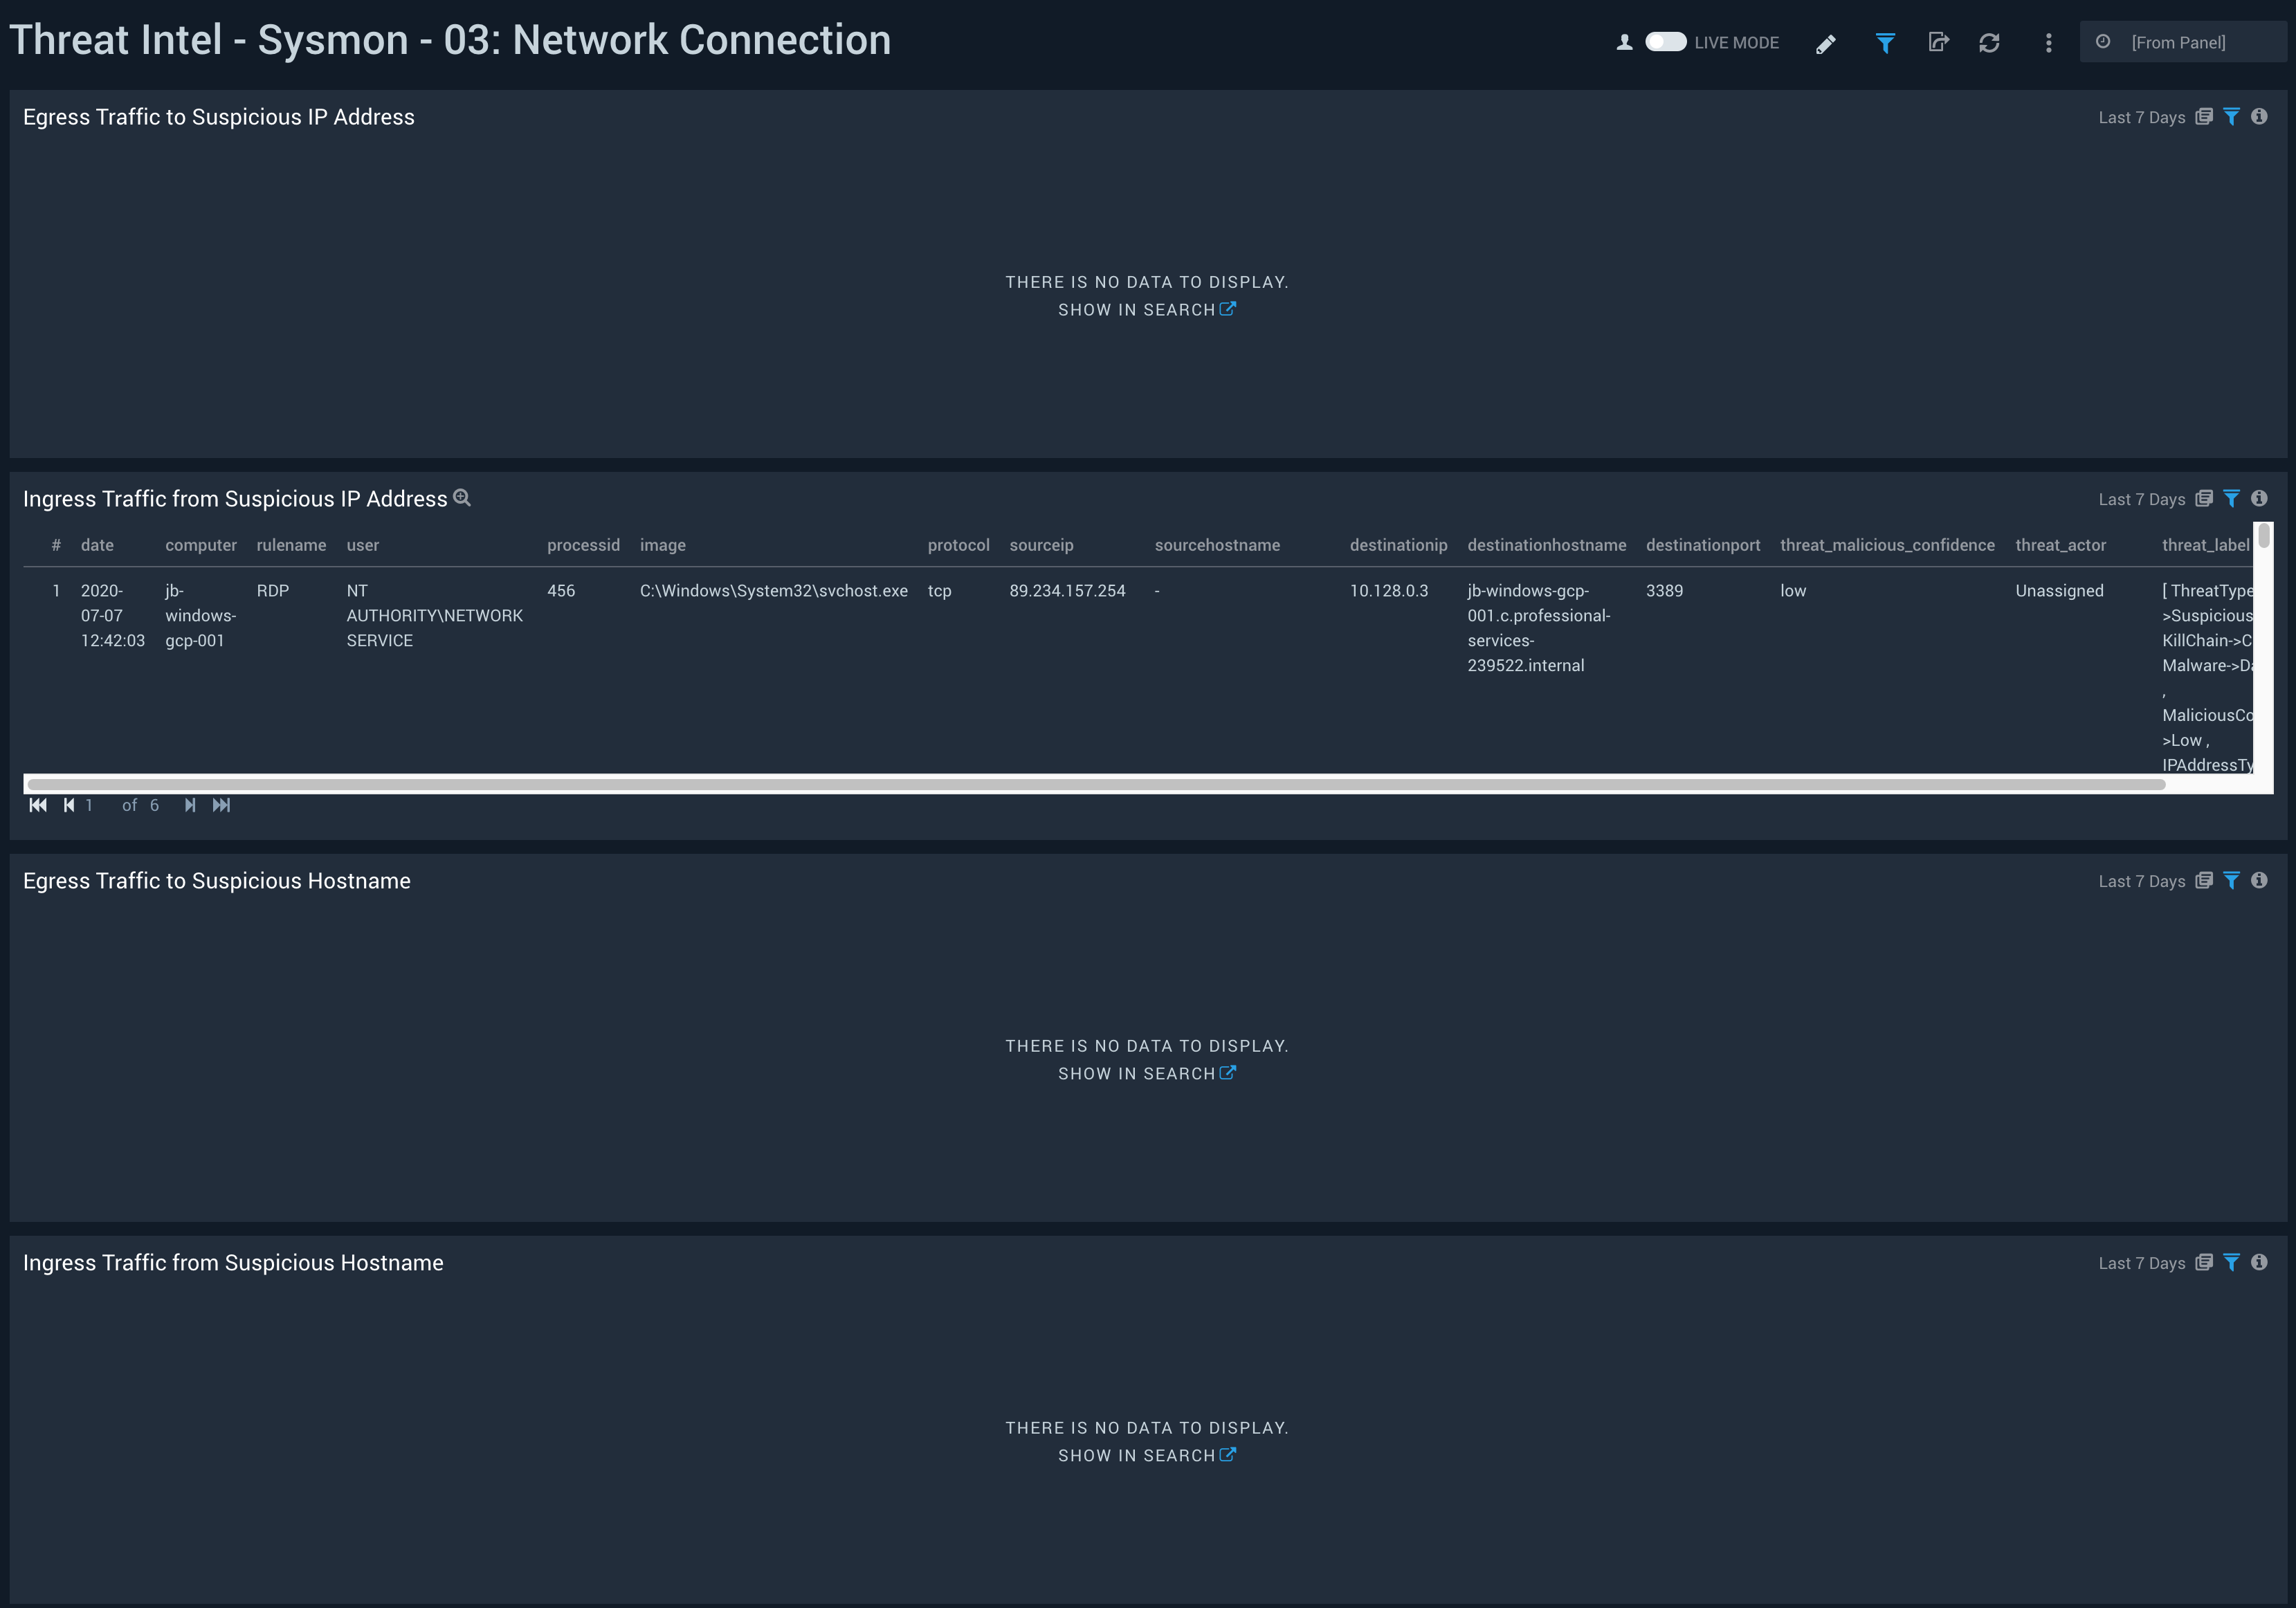 Threat Intel - Sysmon - 03: Network Connection
LIVE MODE
[From Panel]
Egress Traffic to Suspicious IP Address
Last 7 Days
THERE IS NO DATA TO DISPLAY.
SHOW IN SEARCH
Ingress Traffic from Suspicious IP Address
Last 7 Days
# date computer rulename user processid image protocol sourceip sourcehostname destinationip destinationhostname destinationport threat_malicious_confidence threat_actor threat_label
1 2020- jb- RDP NT 456 C:\Windows\System32\svchost.exe tcp 89.234.157.254 - 10.128.0.3 jb-windows-gcp- 3389 low Unassigned [ ThreatType
07-07 windows- AUTHORITY\NETWORK 001.c.professional- >Suspicious
12:42:03 gcp-001 SERVICE services- KillChain->C
239522.internal Malware->Da
,
MaliciousCo
>Low ,
IPAddressTy
1 of 6
Egress Traffic to Suspicious Hostname
Last 7 Days
THERE IS NO DATA TO DISPLAY.
SHOW IN SEARCH
Ingress Traffic from Suspicious Hostname
Last 7 Days
THERE IS NO DATA TO DISPLAY.
SHOW IN SEARCH